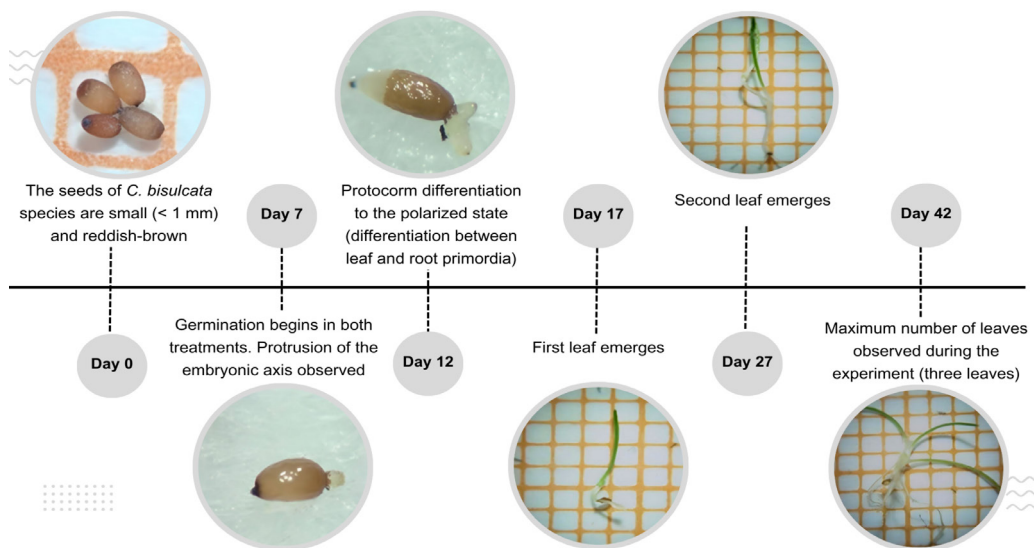 The seeds of C. bisulcata
species are small (< 1 mm)
and reddish-brown
Day 0
Day 7
Germination begins in both
treatments. Protrusion of the
embryonic axis observed
Protocorm differentiation
to the polarized state
(differentiation between
leaf and root primordia)
Day 12
Day 17
First leaf emerges
Second leaf emerges
Day 27
Day 42
Maximum number of leaves
observed during the
experiment (three leaves)